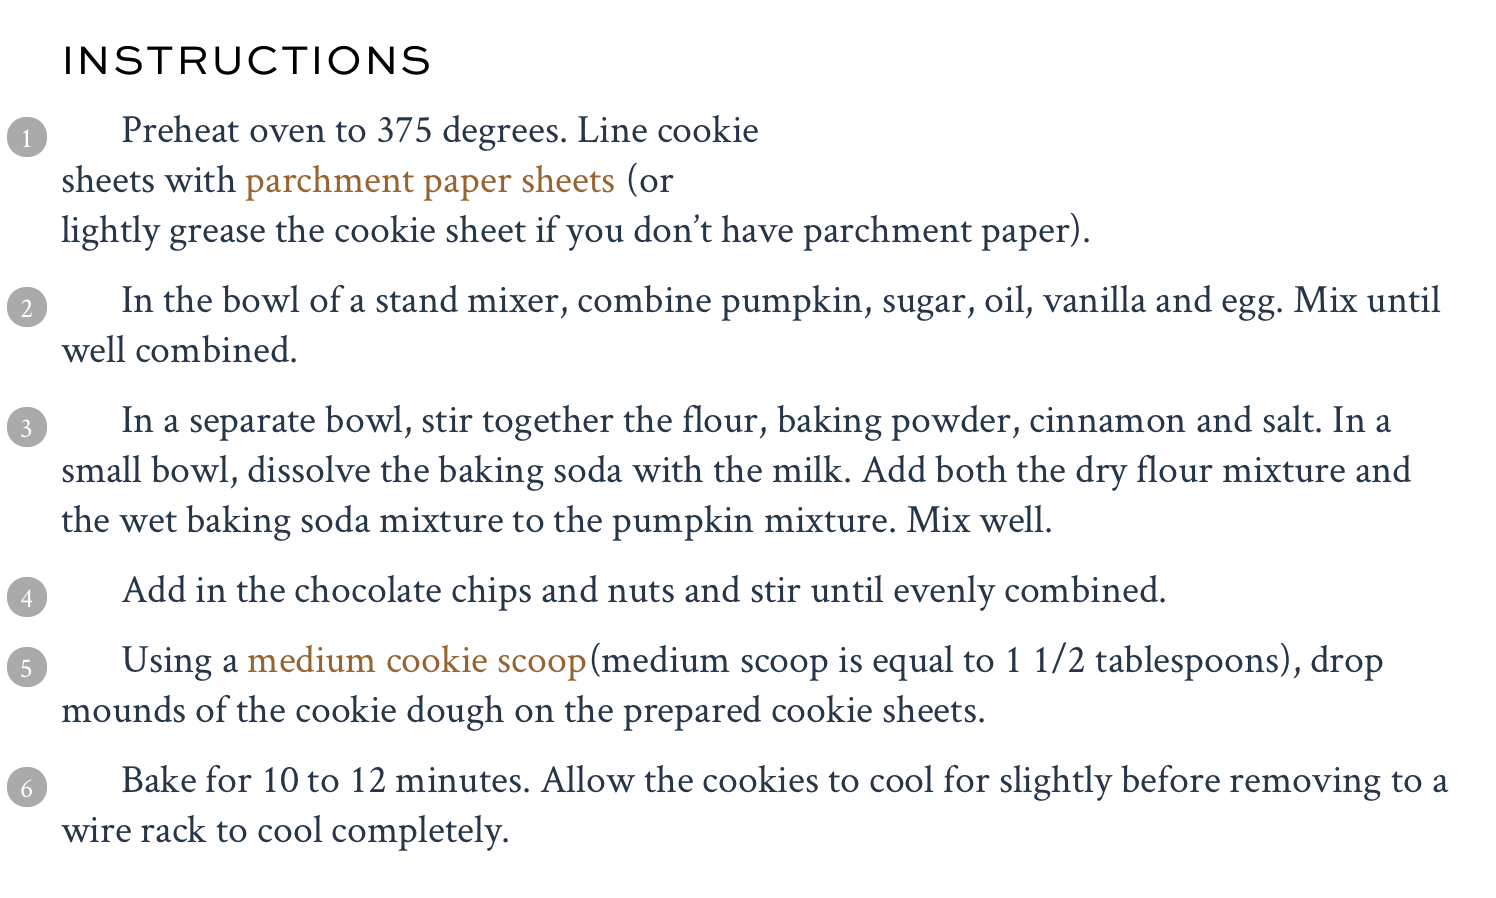 INSTRUCTIONS
1 Preheat oven to 375 degrees. Line cookie
sheets with parchment paper sheets (or
lightly grease the cookie sheet if you don’t have parchment paper).
2 In the bowl of a stand mixer, combine pumpkin, sugar, oil, vanilla and egg. Mix until
well combined.
3 In a separate bowl, stir together the flour, baking powder, cinnamon and salt. In a
small bowl, dissolve the baking soda with the milk. Add both the dry flour mixture and
the wet baking soda mixture to the pumpkin mixture. Mix well.
4 Add in the chocolate chips and nuts and stir until evenly combined.
5 Using a medium cookie scoop(medium scoop is equal to 1 1/2 tablespoons), drop
mounds of the cookie dough on the prepared cookie sheets.
6 Bake for 10 to 12 minutes. Allow the cookies to cool for slightly before removing to a
wire rack to cool completely.